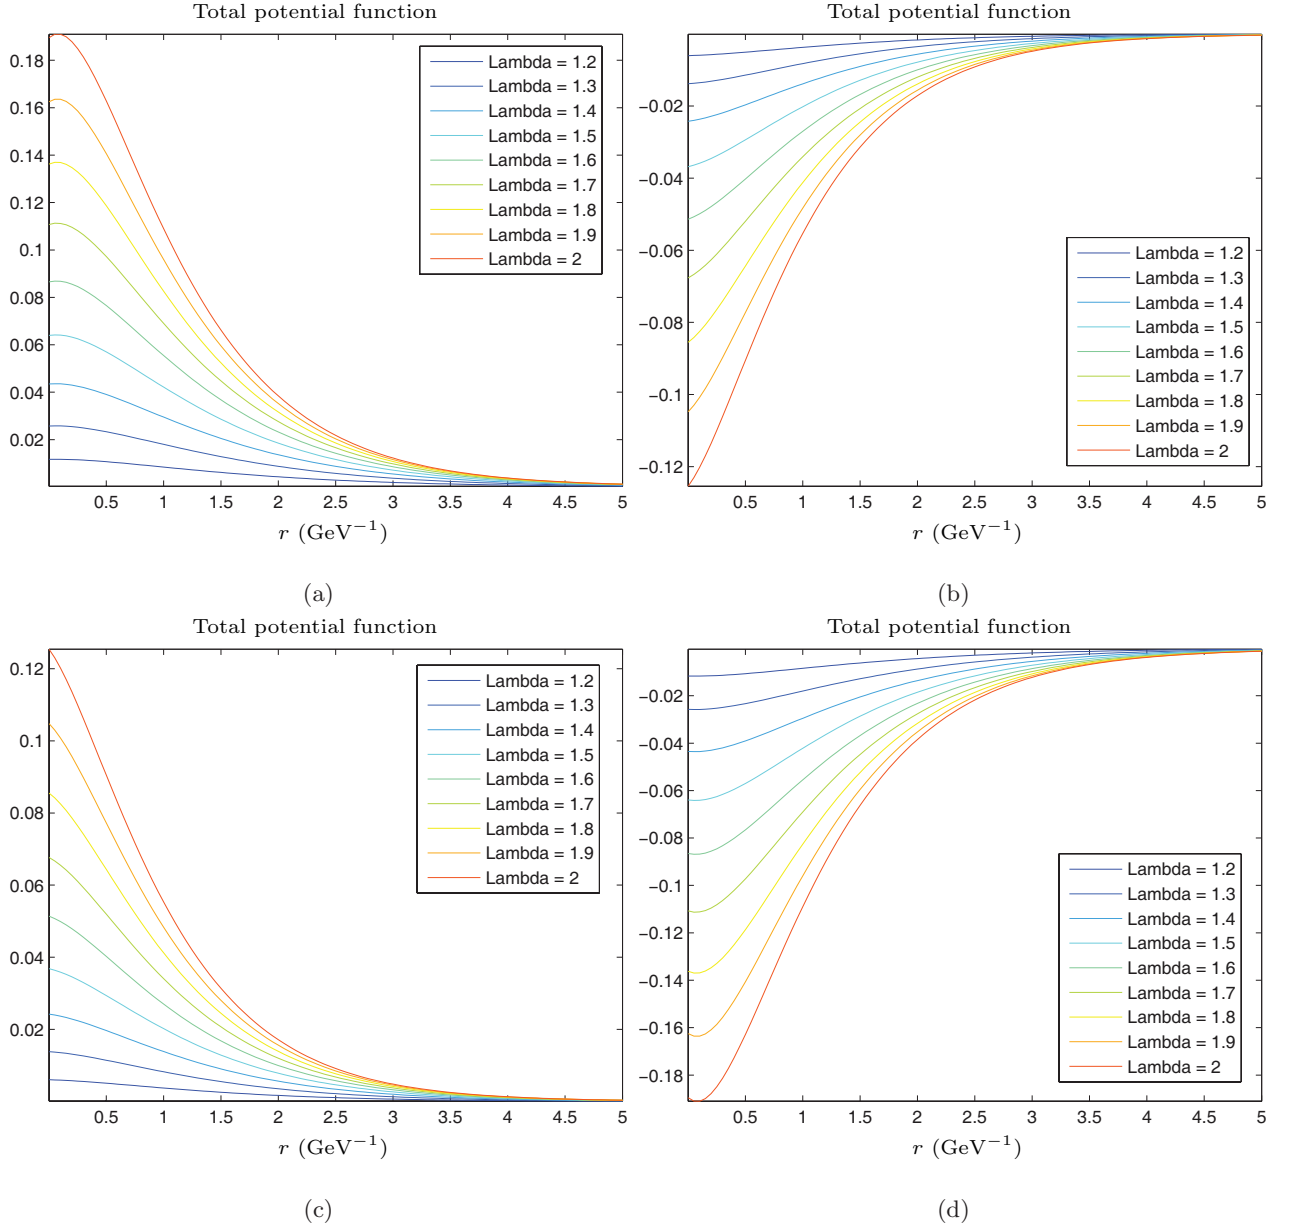 Total potential function
0.18
0.16
0.14
0.12
0.1
0.08
0.06
0.04
0.02
Lambda = 1.2
Lambda = 1.3
Lambda = 1.4
Lambda = 1.5
Lambda = 1.6
Lambda = 1.7
Lambda = 1.8
Lambda = 1.9
Lambda = 2
0.5 1 1.5 2 2.5 3 3.5 4 4.5 5
r (GeV⁻¹)
(a)
Total potential function
−0.02
−0.04
−0.06
−0.08
−0.1
−0.12
Lambda = 1.2
Lambda = 1.3
Lambda = 1.4
Lambda = 1.5
Lambda = 1.6
Lambda = 1.7
Lambda = 1.8
Lambda = 1.9
Lambda = 2
0.5 1 1.5 2 2.5 3 3.5 4 4.5 5
r (GeV⁻¹)
(b)
Total potential function
0.12
0.1
0.08
0.06
0.04
0.02
Lambda = 1.2
Lambda = 1.3
Lambda = 1.4
Lambda = 1.5
Lambda = 1.6
Lambda = 1.7
Lambda = 1.8
Lambda = 1.9
Lambda = 2
0.5 1 1.5 2 2.5 3 3.5 4 4.5 5
r (GeV⁻¹)
(c)
Total potential function
−0.02
−0.04
−0.06
−0.08
−0.1
−0.12
−0.14
−0.16
−0.18
Lambda = 1.2
Lambda = 1.3
Lambda = 1.4
Lambda = 1.5
Lambda = 1.6
Lambda = 1.7
Lambda = 1.8
Lambda = 1.9
Lambda = 2
0.5 1 1.5 2 2.5 3 3.5 4 4.5 5
r (GeV⁻¹)
(d)